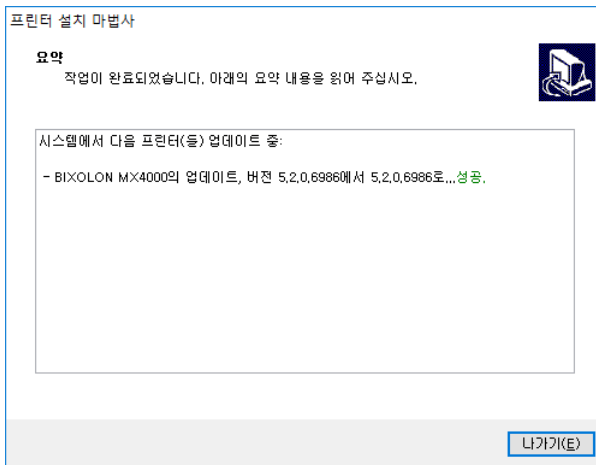 프린터 설치 마법사
요약
작업이 완료되었습니다. 아래의 요약 내용을 읽어 주십시오.
시스템에서 다음 프린터(등) 업데이트 중:
- BIXOLON MX4000의 업데이트, 버전 5.2.0.6986에서 5.2.0.6986로...성공.
나가기(E)